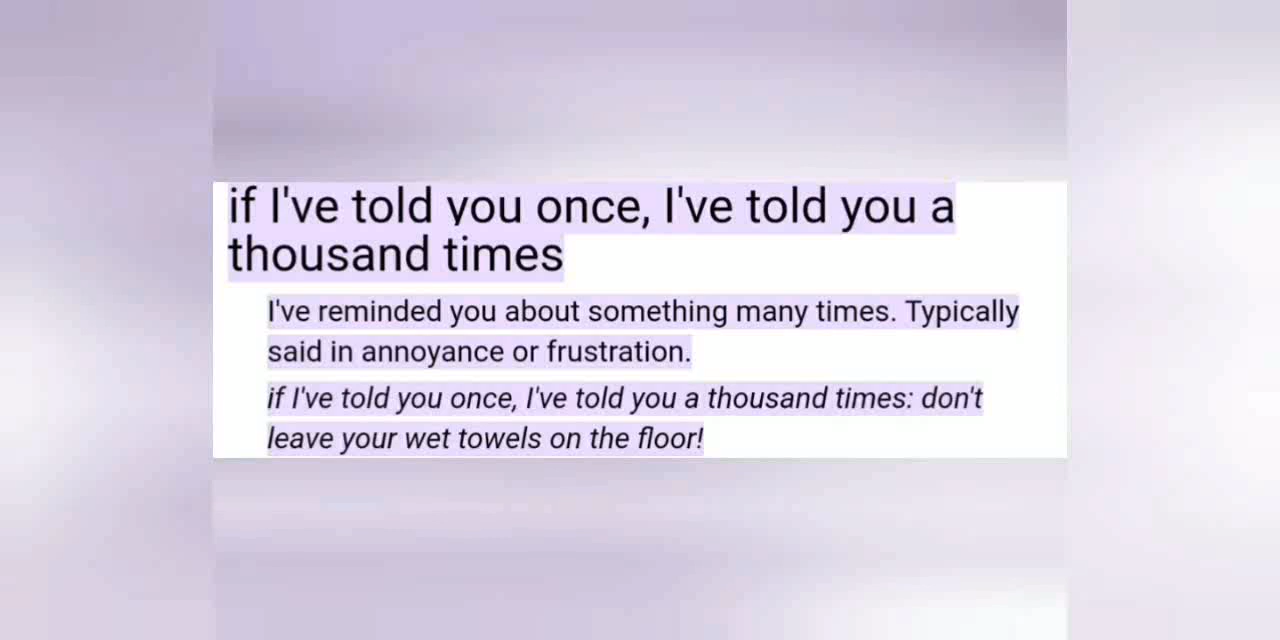 if I've told you once, I've told you a
thousand times
I've reminded you about something many times. Typically
said in annoyance or frustration.
if I've told you once, I've told you a thousand times: don't
leave your wet towels on the floor!